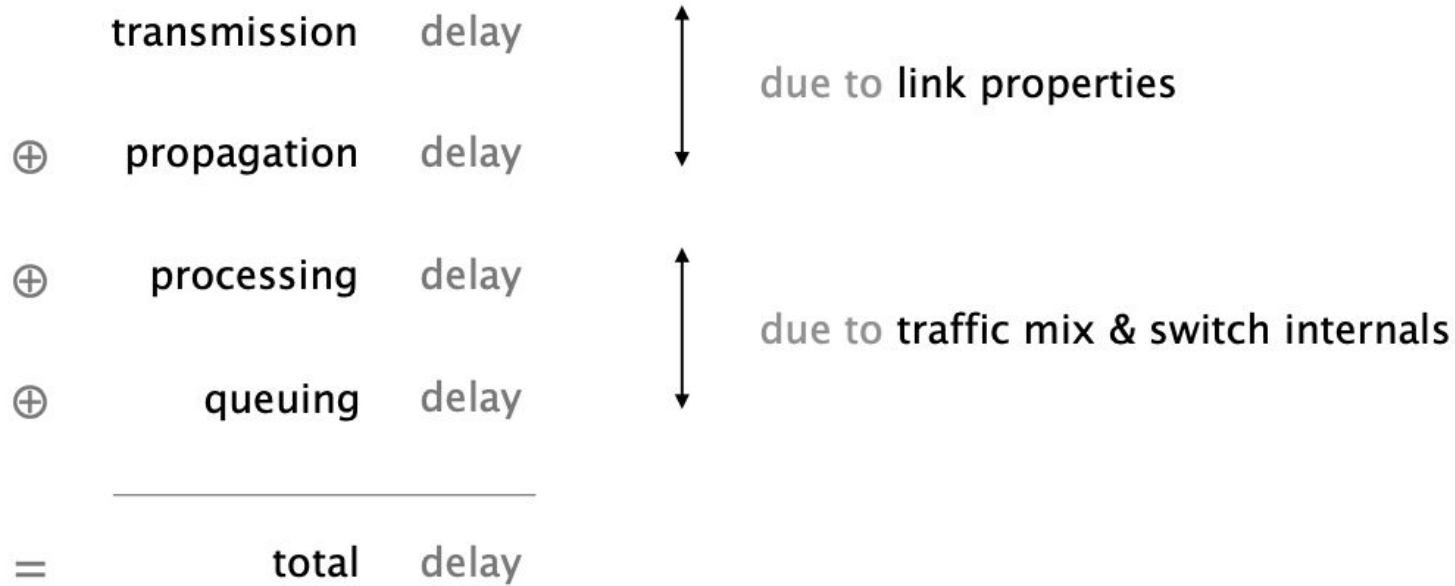 transmission delay
due to link properties
⊕ propagation delay
⊕ processing delay
due to traffic mix & switch internals
⊕ queuing delay
= total delay